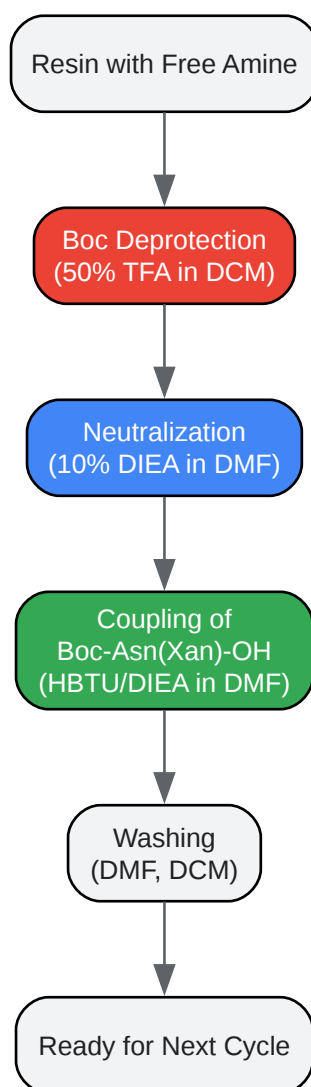 Resin with Free Amine
Boc Deprotection
(50% TFA in DCM)
Neutralization
(10% DIEA in DMF)
Coupling of
Boc-Asn(Xan)-OH
(HBTU/DIEA in DMF)
Washing
(DMF, DCM)
Ready for Next Cycle